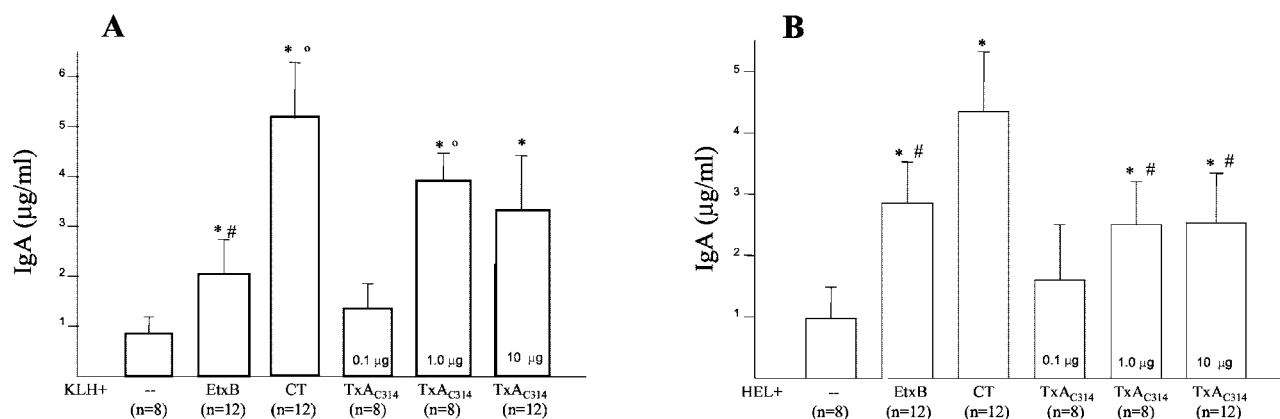 A
IgA (µg/ml)
6
5
4
3
2
1
* °
* °
*
* #
0.1 µg
1.0 µg
10 µg
KLH+
--
EtxB
CT
TxA_C314
TxA_C314
TxA_C314
(n=8)
(n=12)
(n=12)
(n=8)
(n=8)
(n=12)
B
IgA (µg/ml)
5
4
3
2
1
*
* #
* #
* #
0.1 µg
1.0 µg
10 µg
HEL+
--
EtxB
CT
TxA_C314
TxA_C314
TxA_C314
(n=8)
(n=12)
(n=12)
(n=8)
(n=8)
(n=12)